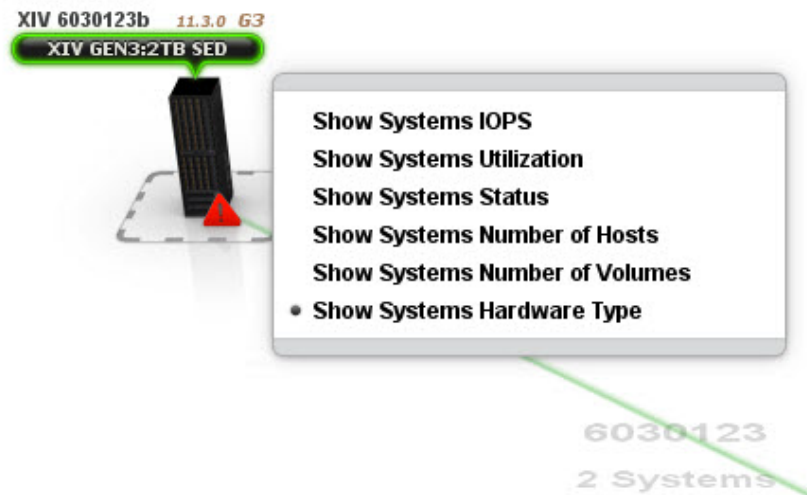 XIV 6030123b 11.3.0 G3
XIV GEN3:2TB SED
Show Systems IOPS
Show Systems Utilization
Show Systems Status
Show Systems Number of Hosts
Show Systems Number of Volumes
Show Systems Hardware Type
6030123
2 Systems